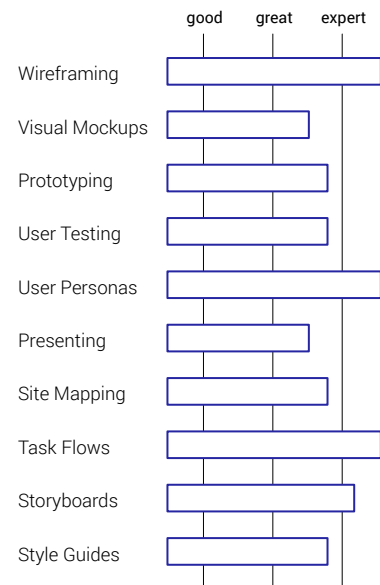 good great expert
Wireframing
Visual Mockups
Prototyping
User Testing
User Personas
Presenting
Site Mapping
Task Flows
Storyboards
Style Guides